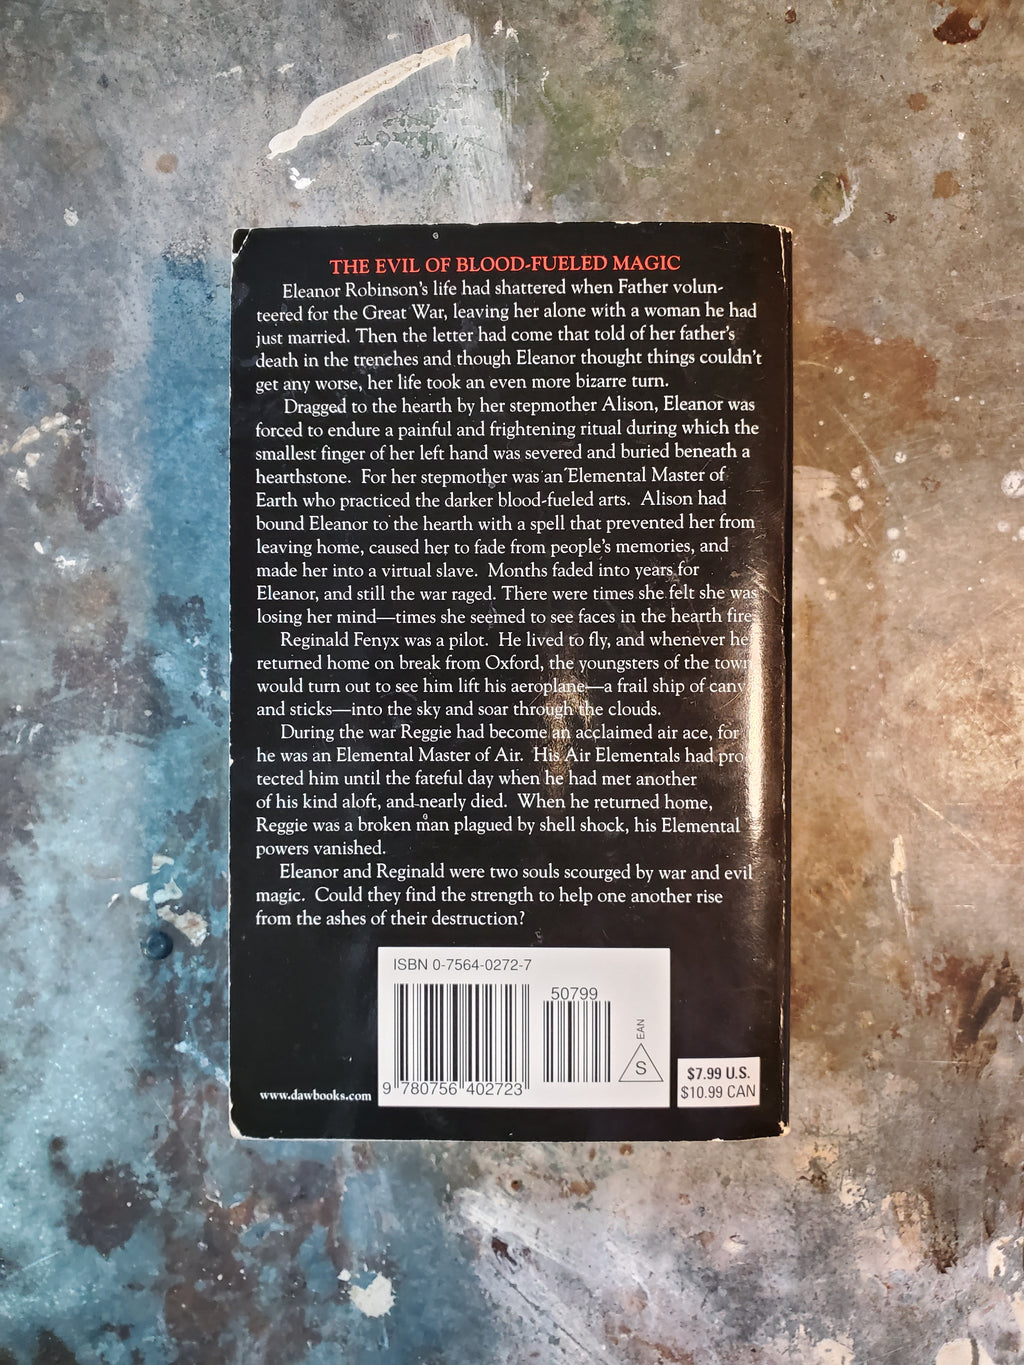 THE EVIL OF BLOOD-FUELED MAGIC
Eleanor Robinson's life had shattered when Father volun-
teered for the Great War, leaving her alone with a woman he had
just married. Then the letter had come that told of her father's
death in the trenches and though Eleanor thought things couldn't
get any worse, her life took an even more bizarre turn.
Dragged to the hearth by her stepmother Alison, Eleanor was
forced to endure a painful and frightening ritual during which the
smallest finger of her left hand was severed and buried beneath a
hearthstone. For her stepmother was an Elemental Master of
Earth who practiced the darker blood-fueled arts. Alison had
bound Eleanor to the hearth with a spell that prevented her from
leaving home, caused her to fade from people's memories, and
made her into a virtual slave. Months faded into years for
Eleanor, and still the war raged. There were times she felt she was
losing her mind—times she seemed to see faces in the hearth fire
Reginald Fenyx was a pilot. He lived to fly, and whenever he
returned home on break from Oxford, the youngsters of the town
would turn out to see him lift his aeroplane—a frail ship of canv
and sticks—into the sky and soar through the clouds.
During the war Reggie had become an acclaimed air ace, for
he was an Elemental Master of Air. His Air Elementals had pro
tected him until the fateful day when he had met another
of his kind aloft, and nearly died. When he returned home,
Reggie was a broken man plagued by shell shock, his Elemental
powers vanished.
Eleanor and Reginald were two souls scourged by war and evil
magic. Could they find the strength to help one another rise
from the ashes of their destruction?
ISBN 0-7564-0272-7
50799
EAN
S
9 780756 402723
$7.99 U.S.
$10.99 CAN
www.dawbooks.com